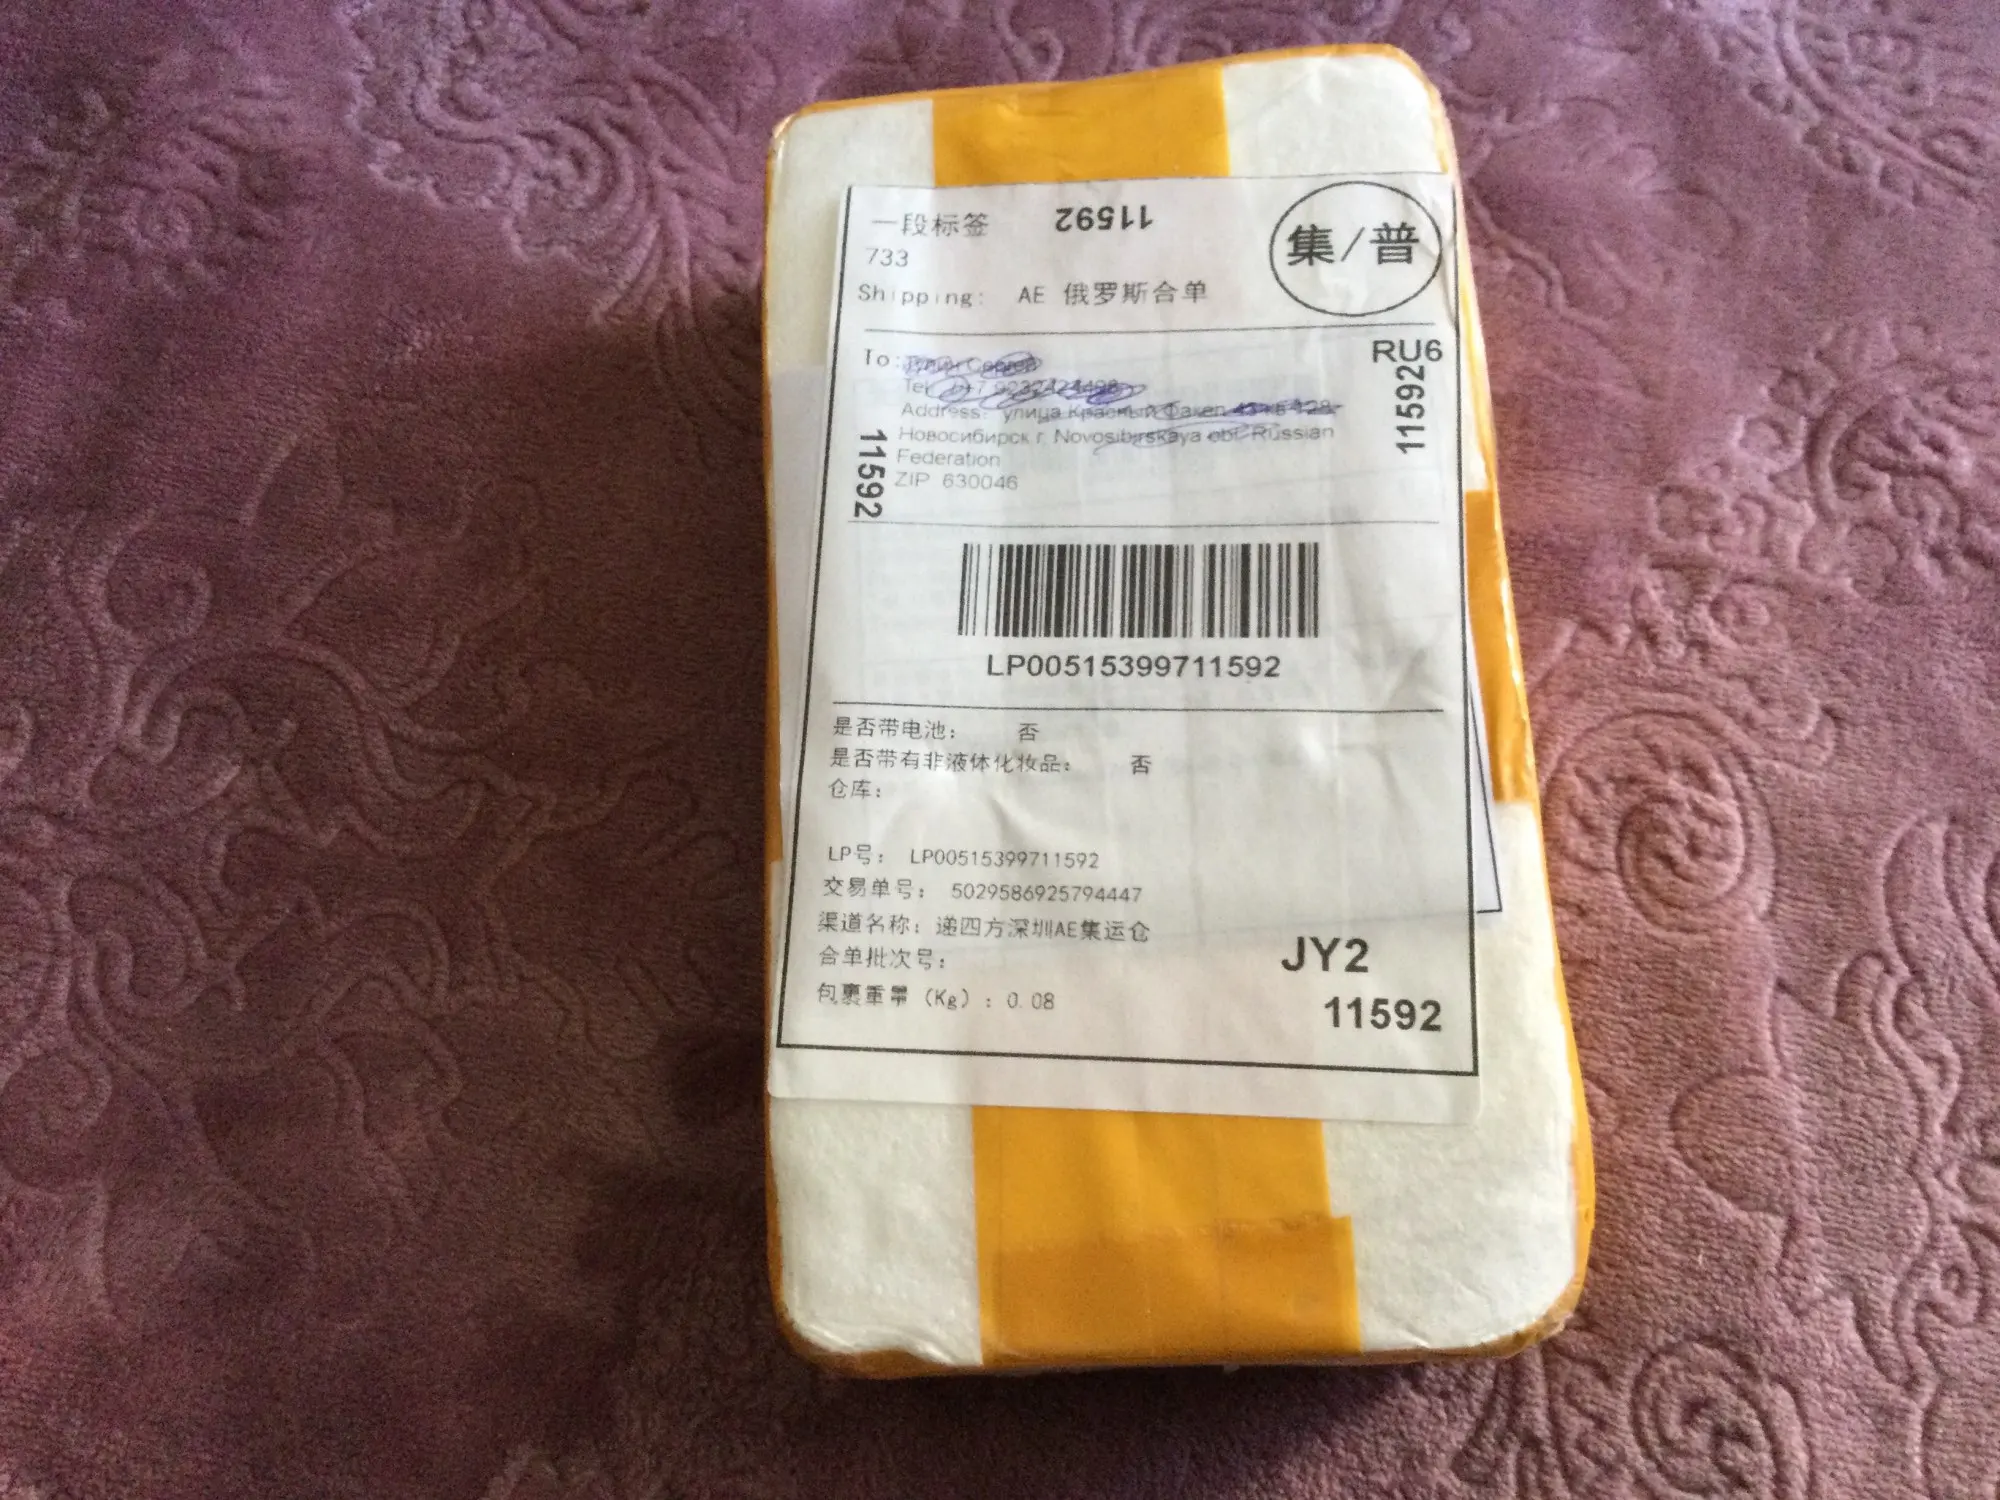 一段标签
11592
集/普
733
Shipping: AE 俄罗斯合单
RU6
11592
To:
Tel
Address: улица Красный Факел
Новосибирск г. Novosibirskaya obl. Russian
Federation
ZIP 630046
11592
LP00515399711592
是否带电池： 否
是否带有非液体化妆品： 否
仓库：
LP号： LP00515399711592
交易单号： 5029586925794447
渠道名称：递四方深圳AE集运仓
合单批次号：
JY2
包裹重量（Kg）：0.08
11592